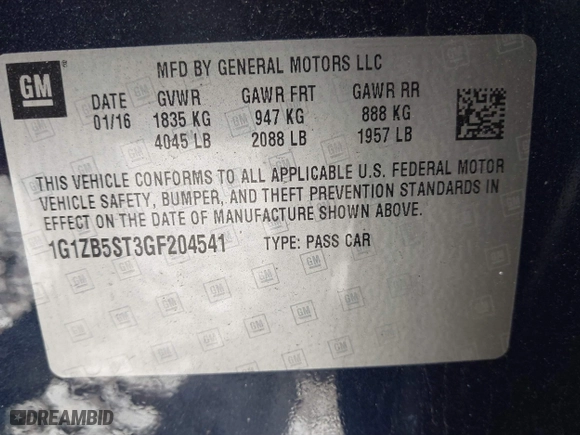 GM
MFD BY GENERAL MOTORS LLC
DATE GVWR GAWR FRT GAWR RR
01/16 1835 KG 947 KG 888 KG
4045 LB 2088 LB 1957 LB
THIS VEHICLE CONFORMS TO ALL APPLICABLE U.S. FEDERAL MOTOR
VEHICLE SAFETY, BUMPER, AND THEFT PREVENTION STANDARDS IN
EFFECT ON THE DATE OF MANUFACTURE SHOWN ABOVE.
1G1ZB5ST3GF204541 TYPE: PASS CAR
DREAMBID